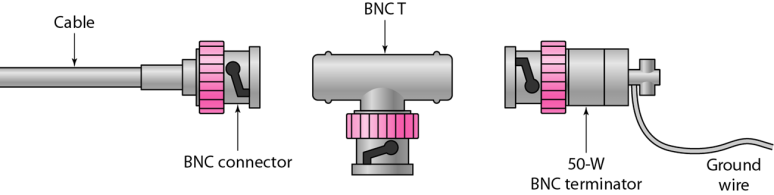 Cable
BNC T
BNC connector
50-W
BNC terminator
Ground
wire